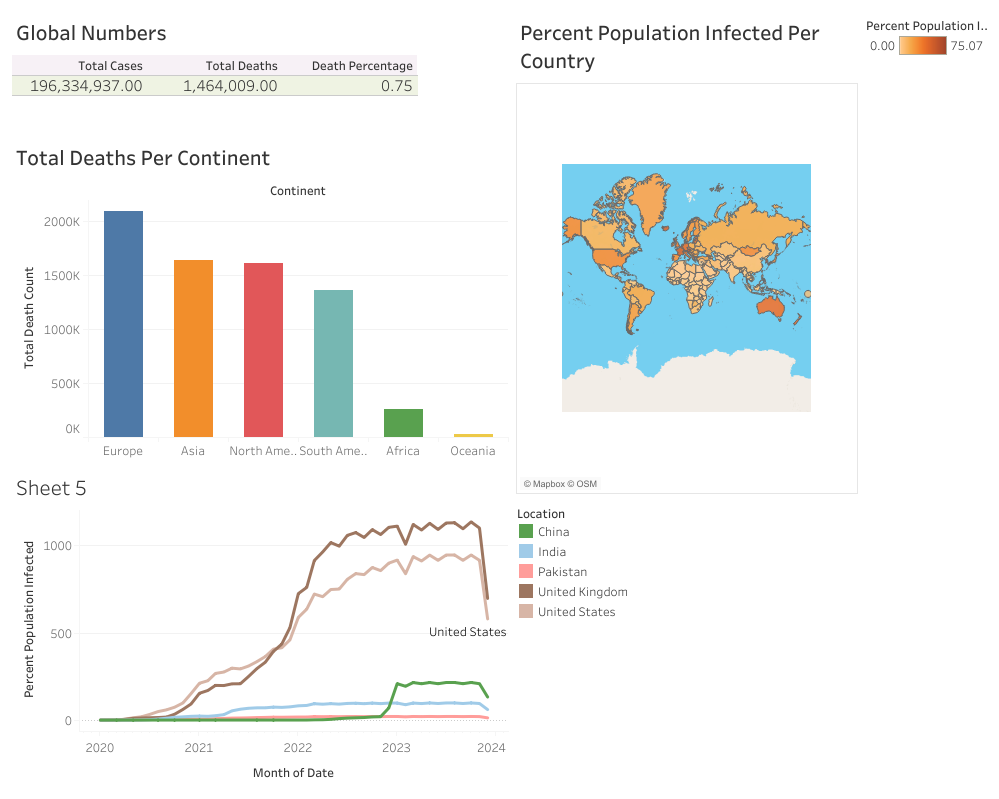 Global Numbers
Total Cases Total Deaths Death Percentage
196,334,937.00 1,464,009.00 0.75
Total Deaths Per Continent
Continent
Total Death Count
2000K
1500K
1000K
500K
0K
Europe Asia North Ame.. South Ame.. Africa Oceania
Sheet 5
Percent Population Infected
1000
500
0
United States
2020 2021 2022 2023 2024
Month of Date
Percent Population Infected Per
Country
© Mapbox © OSM
Percent Population I..
0.00 75.07
Location
China
India
Pakistan
United Kingdom
United States